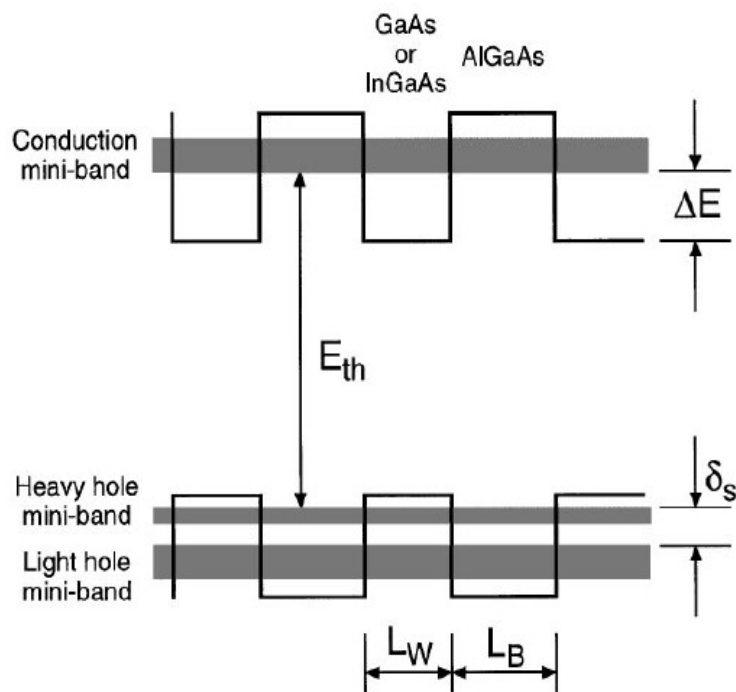 GaAs
or
InGaAs
AlGaAs
Conduction
mini-band
ΔE
E_th
Heavy hole
mini-band
δ_s
Light hole
mini-band
L_W
L_B